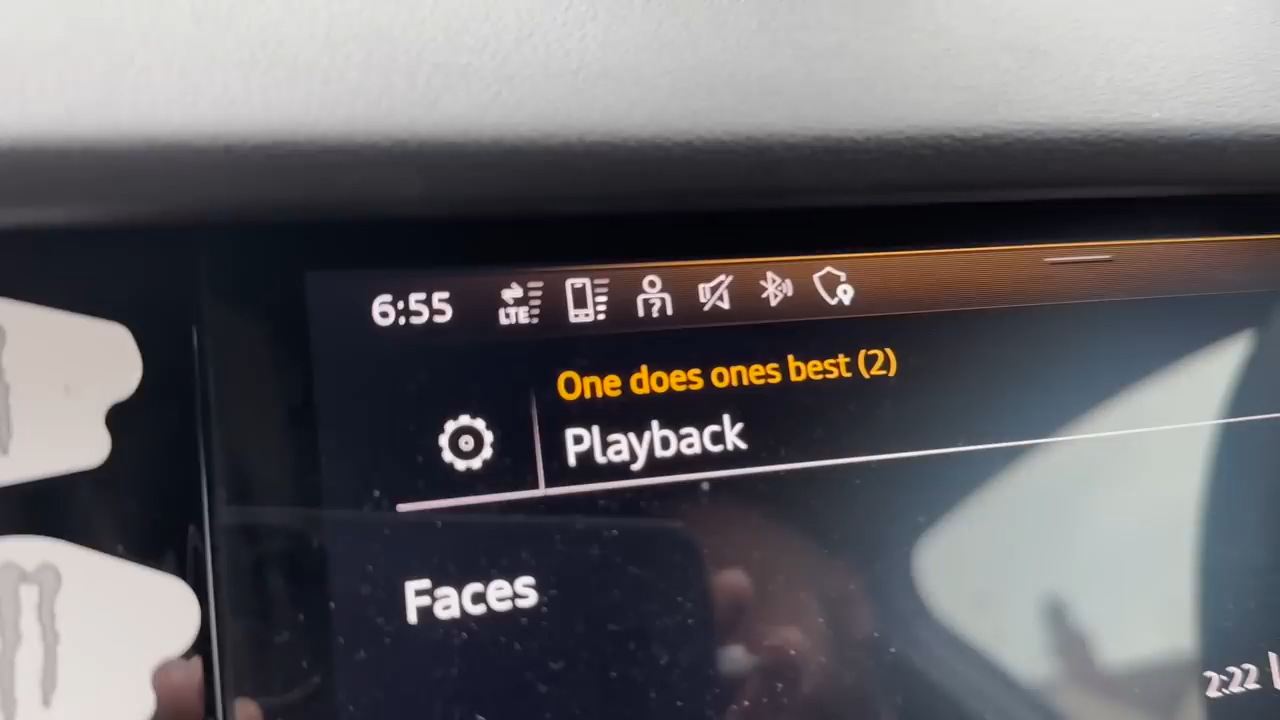 6:55
LTE
?
One does ones best (2)
Playback
Faces
2:22